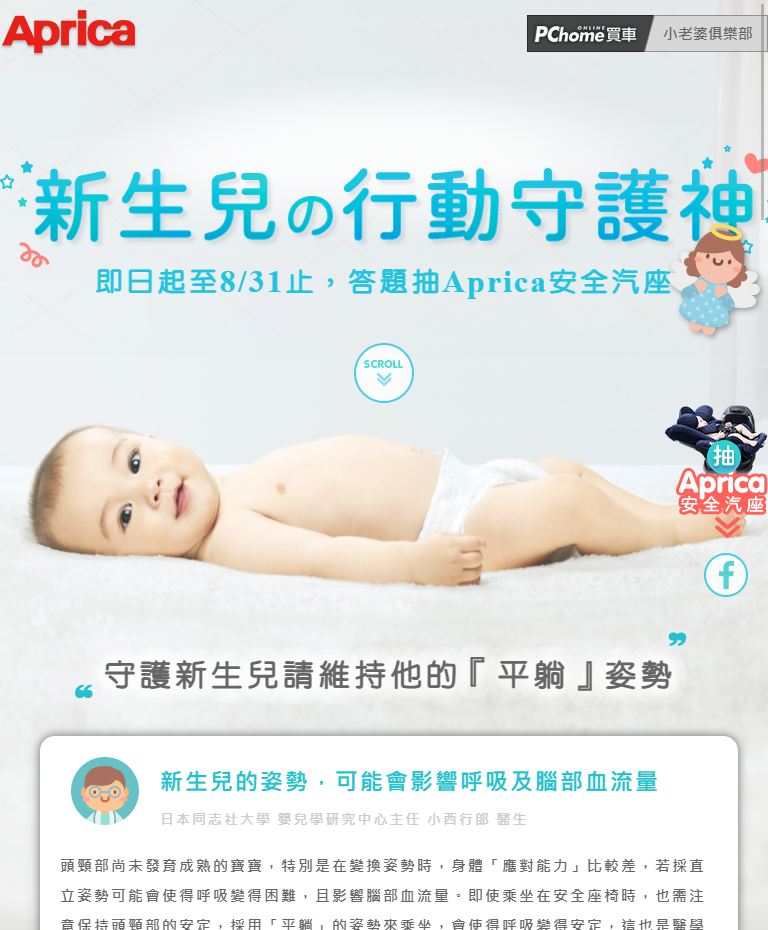 Aprica
PChome ONLINE 買車 小老婆俱樂部
新生兒の行動守護神
即日起至8/31止，答題抽Aprica安全汽座
SCROLL
抽
Aprica
安全汽座
f
❝守護新生兒請維持他的『平躺』姿勢❞
新生兒的姿勢．可能會影響呼吸及腦部血流量
日本同志社大學 嬰兒學研究中心主任 小西行郎 醫生
頭頸部尚未發育成熟的寶寶，特別是在變換姿勢時，身體「應對能力」比較差，若採直
立姿勢可能會使得呼吸變得困難，且影響腦部血流量。即使乘坐在安全座椅時，也需注
意保持頭頸部的安定，採用「平躺」的姿勢來乘坐，會使得呼吸變得安定，這也是醫學